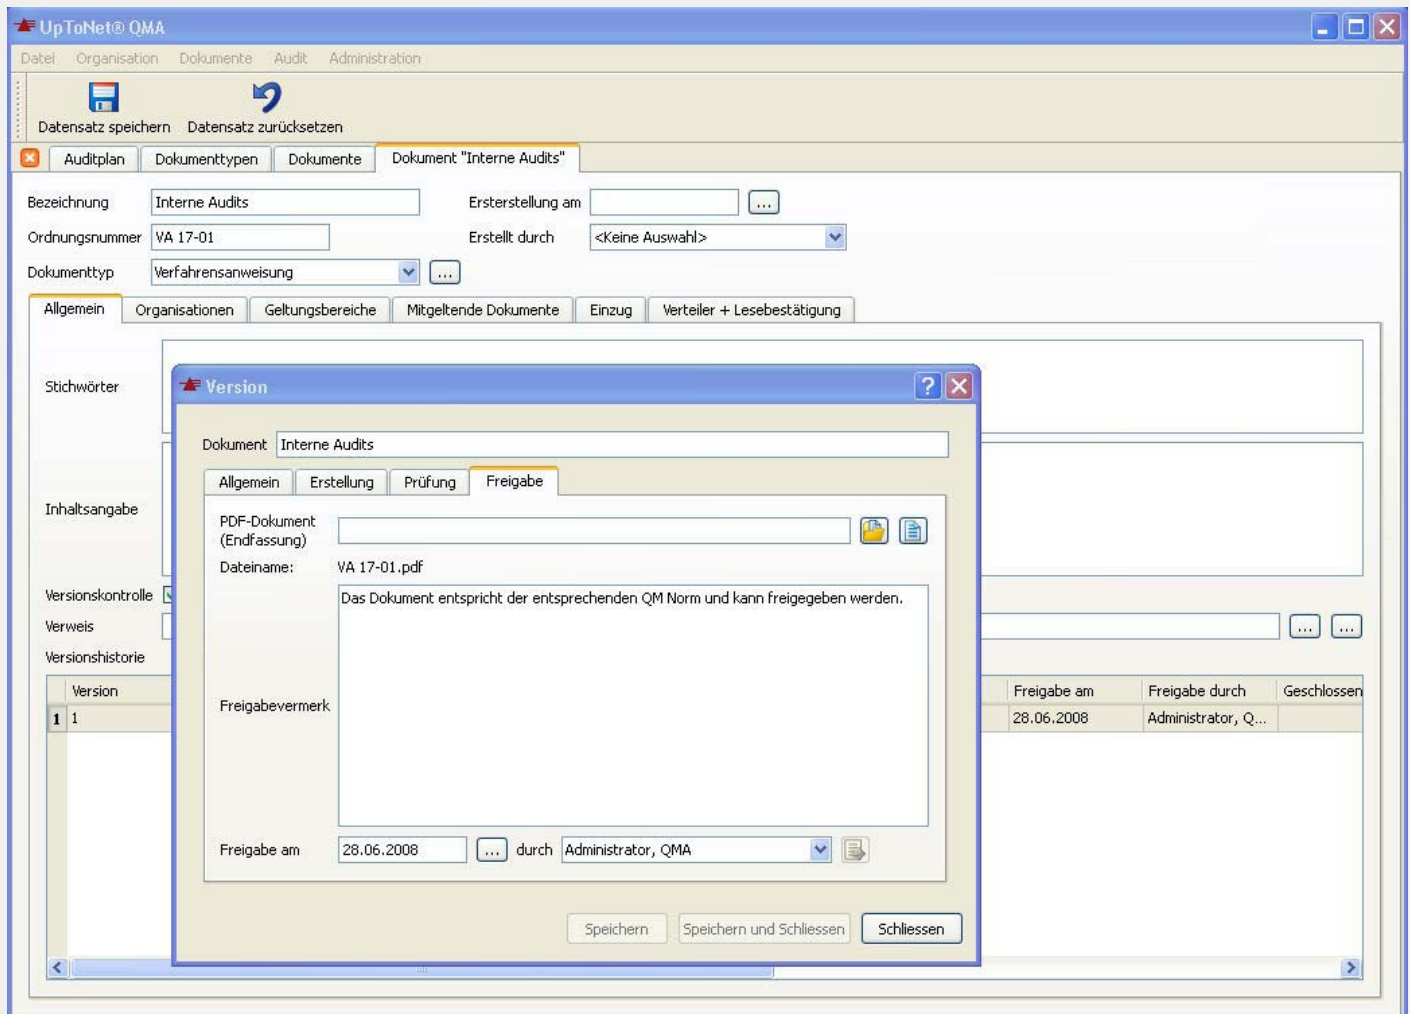 UpToNet® QMA
Datei Organisation Dokumente Audit Administration
Datensatz speichern Datensatz zurücksetzen
Auditplan Dokumenttypen Dokumente Dokument "Interne Audits"
Bezeichnung Interne Audits Ersterstellung am ...
Ordnungsnummer VA 17-01 Erstellt durch <Keine Auswahl>
Dokumenttyp Verfahrensanweisung ...
Allgemein Organisationen Geltungsbereiche Mitgeltende Dokumente Einzug Verteiler + Lesebestätigung
Stichwörter
Inhaltsangabe
Versionskontrolle
Verweis ... ...
Versionshistorie
Version Freigabe am Freigabe durch Geschlossen
1 1 28.06.2008 Administrator, Q...
Version
Dokument Interne Audits
Allgemein Erstellung Prüfung Freigabe
PDF-Dokument
(Endfassung)
Dateiname: VA 17-01.pdf
Das Dokument entspricht der entsprechenden QM Norm und kann freigegeben werden.
Freigabevermerk
Freigabe am 28.06.2008 ... durch Administrator, QMA
Speichern Speichern und Schliessen Schliessen